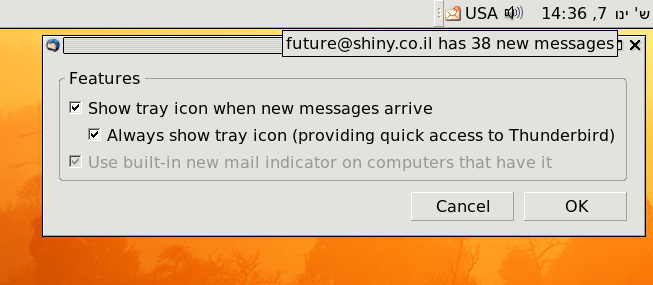 USA ש' ינו 7, 14:36
future@shiny.co.il has 38 new messages
Features
Show tray icon when new messages arrive
Always show tray icon (providing quick access to Thunderbird)
Use built-in new mail indicator on computers that have it
Cancel OK